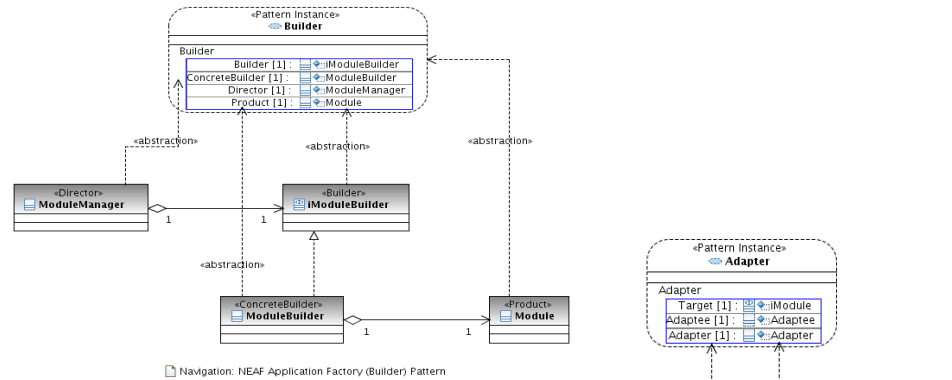 «Pattern Instance»
Builder
Builder
Builder [1] : iModuleBuilder
ConcreteBuilder [1] : ModuleBuilder
Director [1] : ModuleManager
Product [1] : Module
«abstraction»
«abstraction»
«abstraction»
«Director»
ModuleManager
1
1
«Builder»
iModuleBuilder
«abstraction»
«ConcreteBuilder»
ModuleBuilder
1
1
«Product»
Module
Navigation: NEAF Application Factory (Builder) Pattern
«Pattern Instance»
Adapter
Adapter
Target [1] : iModule
Adaptee [1] : Adaptee
Adapter [1] : Adapter